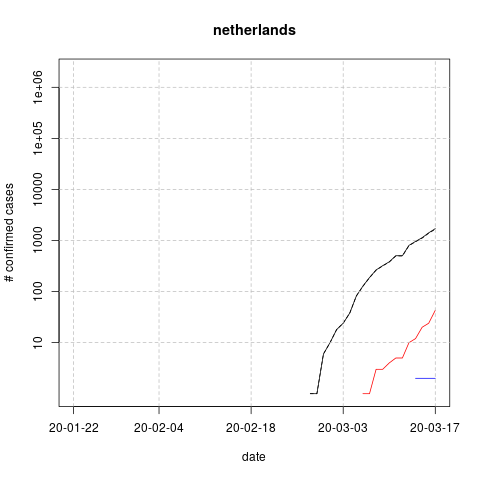 netherlands
# confirmed cases
1e+06
1e+05
10000
1000
100
10
20-01-22
20-02-04
20-02-18
20-03-03
20-03-17
date